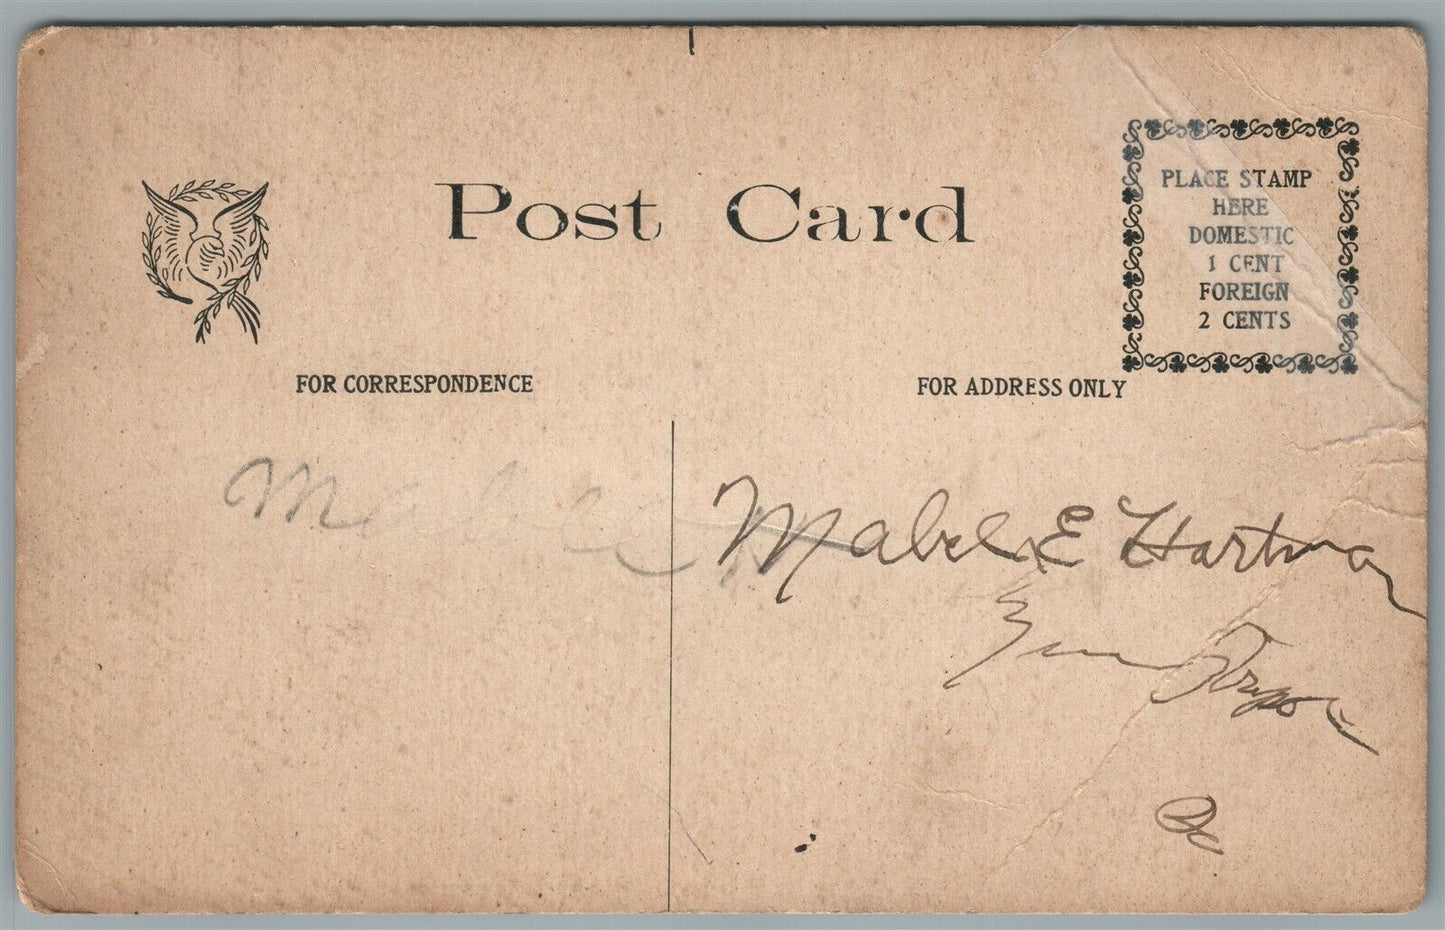 Post Card
PLACE STAMP
HERE
DOMESTIC
1 CENT
FOREIGN
2 CENTS
FOR CORRESPONDENCE
FOR ADDRESS ONLY
Mabel
Mabel E Hartman